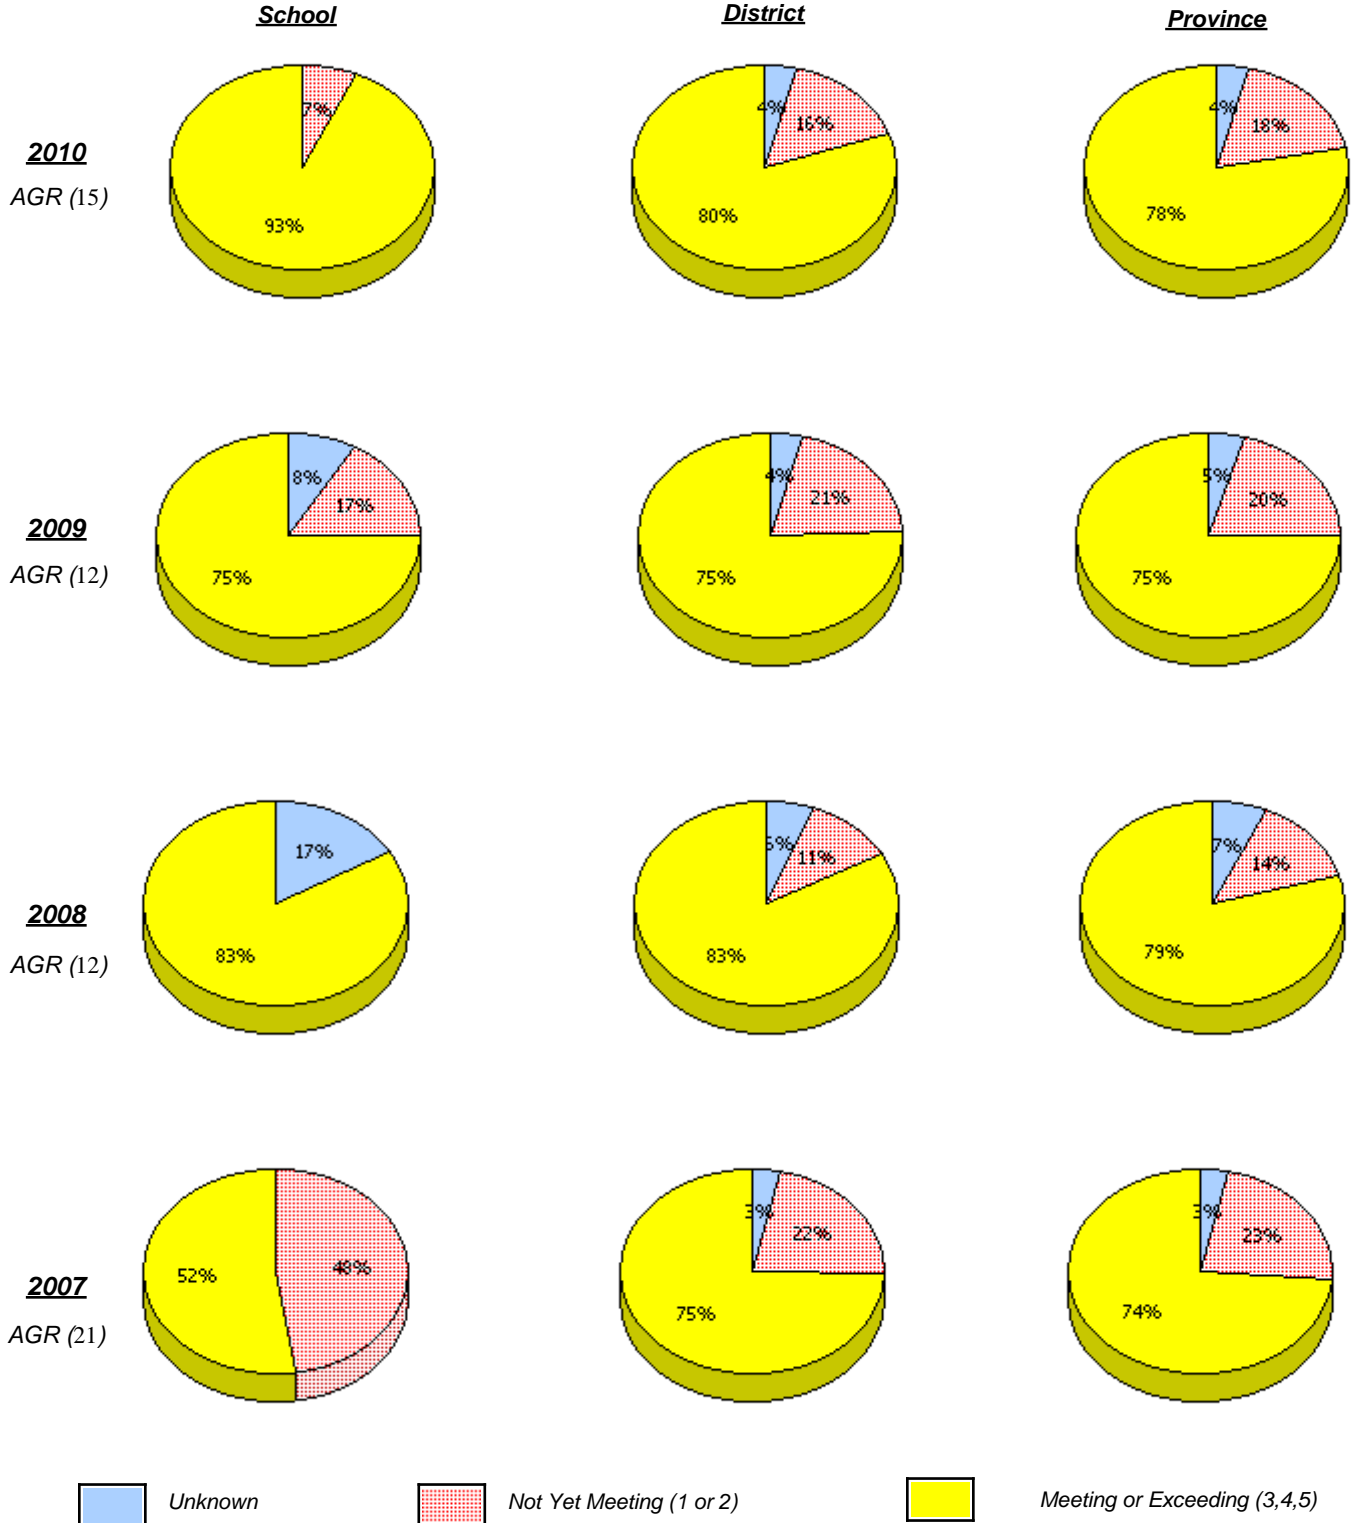 School District Province
7% 4% 16% 4% 18%
2010
AGR (15)
93% 80% 78%
8% 17% 4% 21% 5% 20%
2009
AGR (12)
75% 75% 75%
17% 11% 7% 14%
2008
AGR (12)
83% 83% 79%
3% 22% 3% 23%
52% 48%
2007
AGR (21)
75% 74%
Unknown Not Yet Meeting (1 or 2) Meeting or Exceeding (3,4,5)